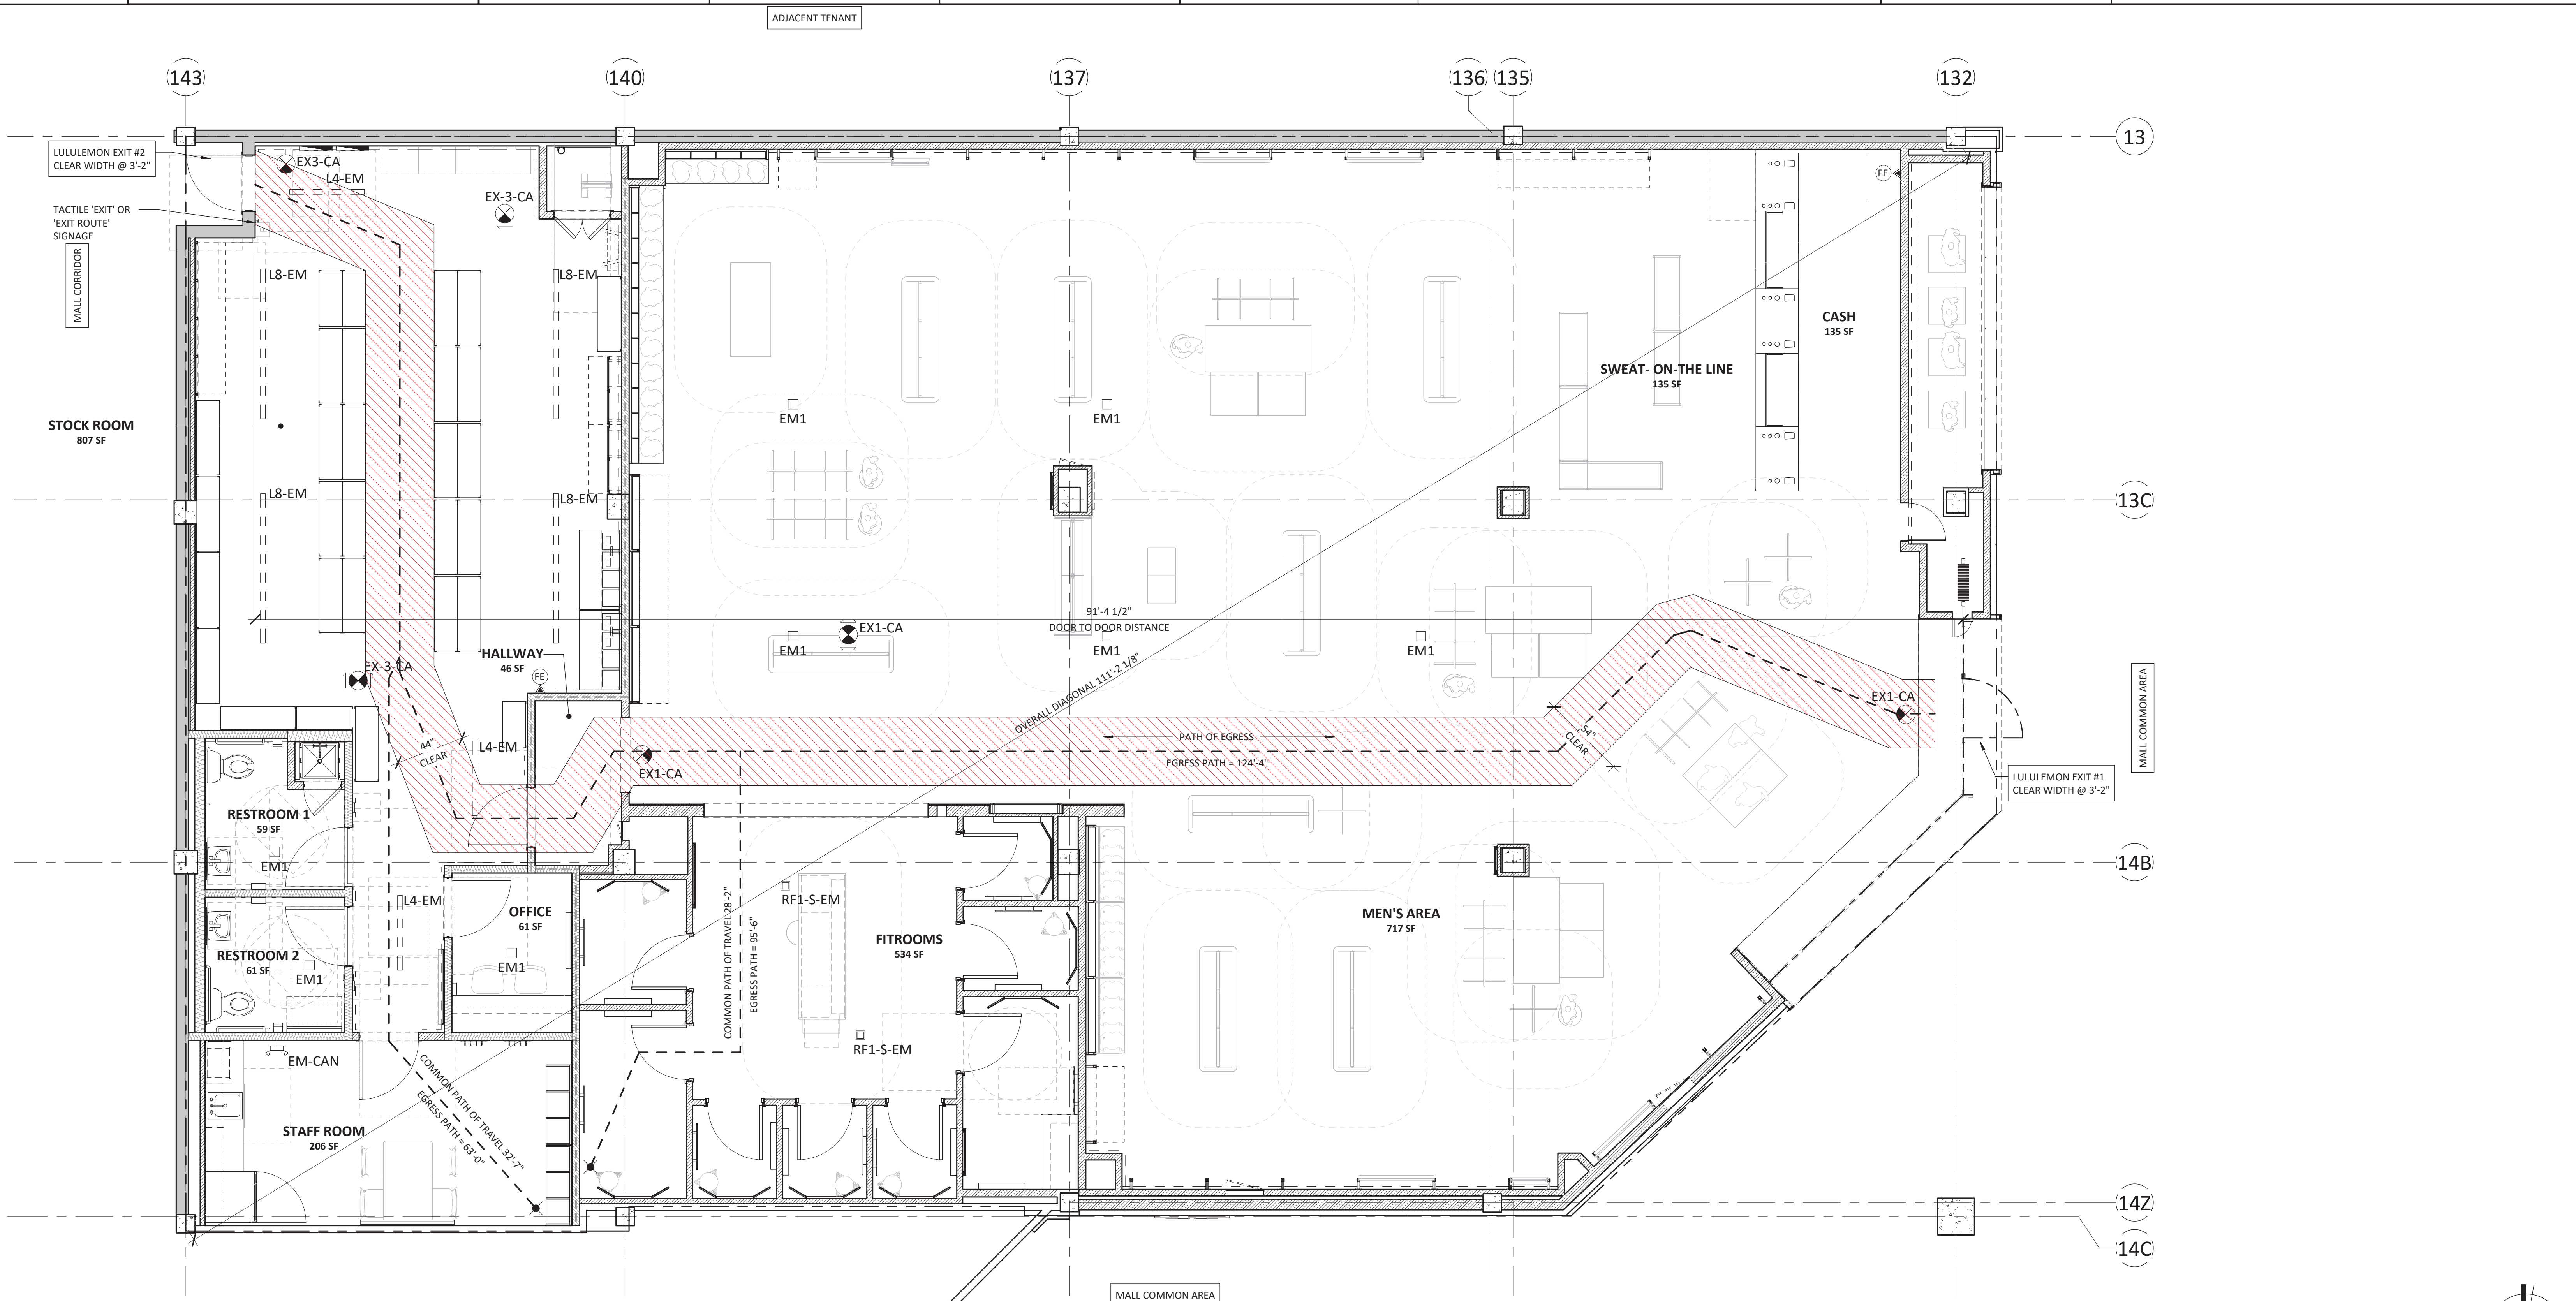 ADJACENT TENANT
143
140
137
136
135
132
13
LULULEMON EXIT #2
CLEAR WIDTH @ 3'-2"
EX3-CA
L4-EM
EX-3-CA
TACTILE 'EXIT' OR
'EXIT ROUTE'
SIGNAGE
MALL CORRIDOR
FE
L8-EM
L8-EM
CASH
135 SF
SWEAT- ON-THE LINE
135 SF
EM1
EM1
STOCK ROOM
807 SF
L8-EM
L8-EM
13C
91'-4 1/2"
DOOR TO DOOR DISTANCE
EX1-CA
EM1
EM1
EM1
HALLWAY
46 SF
EX-3-CA
FE
OVERALL DIAGONAL 111'-2 1/8"
MALL COMMON AREA
EX1-CA
44"
CLEAR
L4-EM
PATH OF EGRESS
EGRESS PATH = 124'-4"
54"
CLEAR
EX1-CA
LULULEMON EXIT #1
CLEAR WIDTH @ 3'-2"
RESTROOM 1
59 SF
EM1
14B
L4-EM
OFFICE
61 SF
EM1
COMMON PATH OF TRAVEL 28'-2"
EGRESS PATH = 95'-6"
RF1-S-EM
FITROOMS
534 SF
MEN'S AREA
717 SF
RESTROOM 2
61 SF
EM1
RF1-S-EM
EM-CAN
COMMON PATH OF TRAVEL 32'-7"
EGRESS PATH = 63'-0"
STAFF ROOM
206 SF
14Z
14C
MALL COMMON AREA